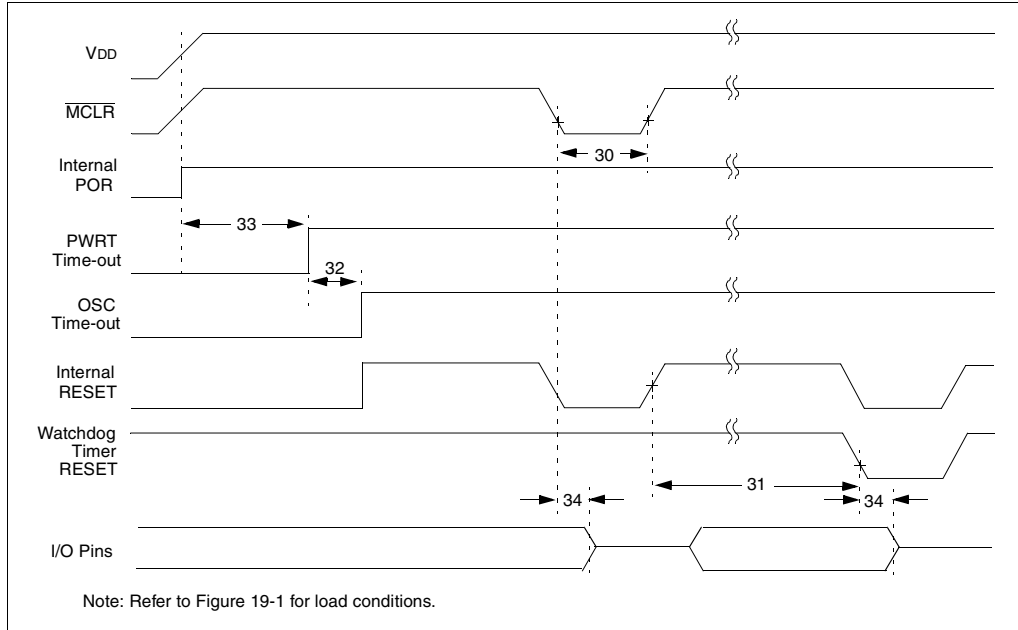 VDD
MCLR
30
Internal
POR
33
PWRT
Time-out
32
OSC
Time-out
Internal
RESET
Watchdog
Timer
RESET
31
34
34
I/O Pins
Note: Refer to Figure 19-1 for load conditions.